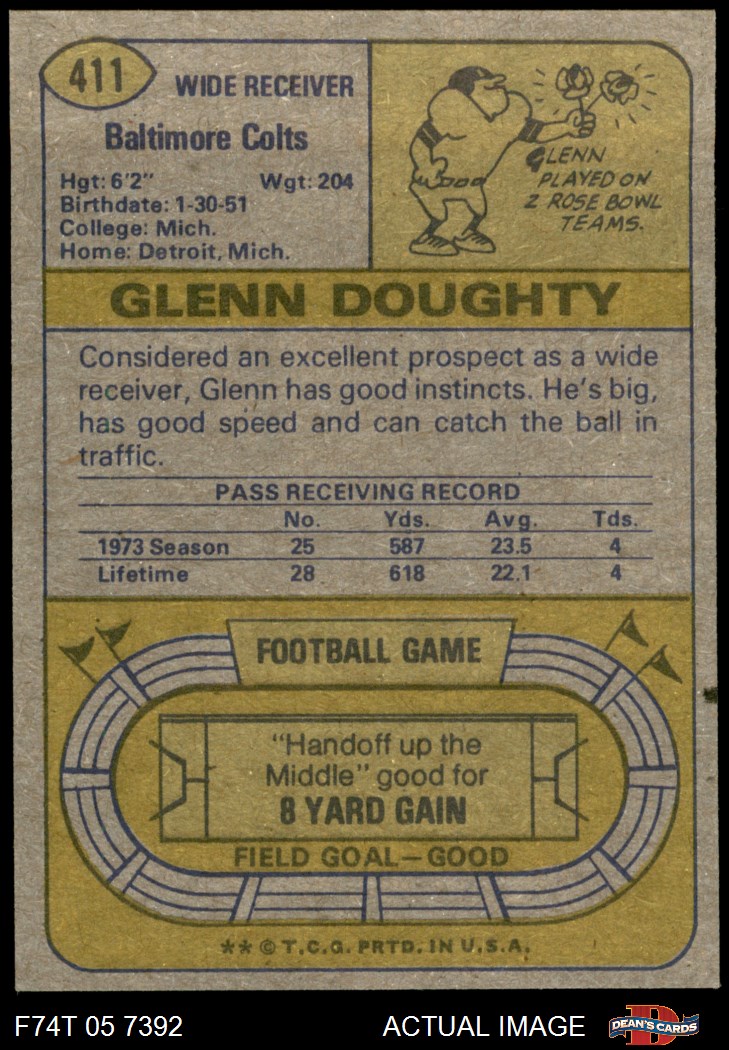 411
WIDE RECEIVER
Baltimore Colts
Hgt: 6'2" Wgt: 204
Birthdate: 1-30-51
College: Mich.
Home: Detroit, Mich.
GLENN
PLAYED ON
2 ROSE BOWL
TEAMS.
GLENN DOUGHTY
Considered an excellent prospect as a wide
receiver, Glenn has good instincts. He's big,
has good speed and can catch the ball in
traffic.
PASS RECEIVING RECORD
No. Yds. Avg. Tds.
1973 Season 25 587 23.5 4
Lifetime 28 618 22.1 4
FOOTBALL GAME
"Handoff up the
Middle" good for
8 YARD GAIN
FIELD GOAL—GOOD
** © T.C.G. PRTD. IN U.S.A.
F74T 05 7392 ACTUAL IMAGE DEAN'S CARDS